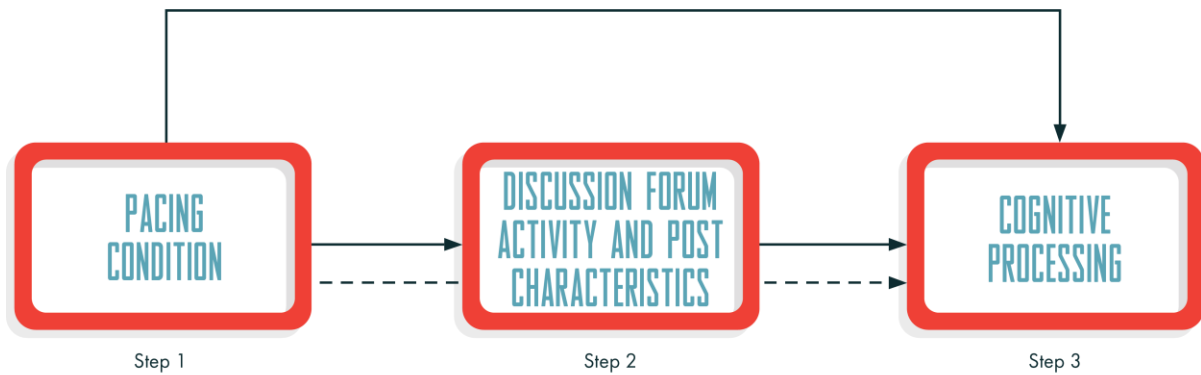 PACING
CONDITION
DISCUSSION FORUM
ACTIVITY AND POST
CHARACTERISTICS
COGNITIVE
PROCESSING
Step 1
Step 2
Step 3